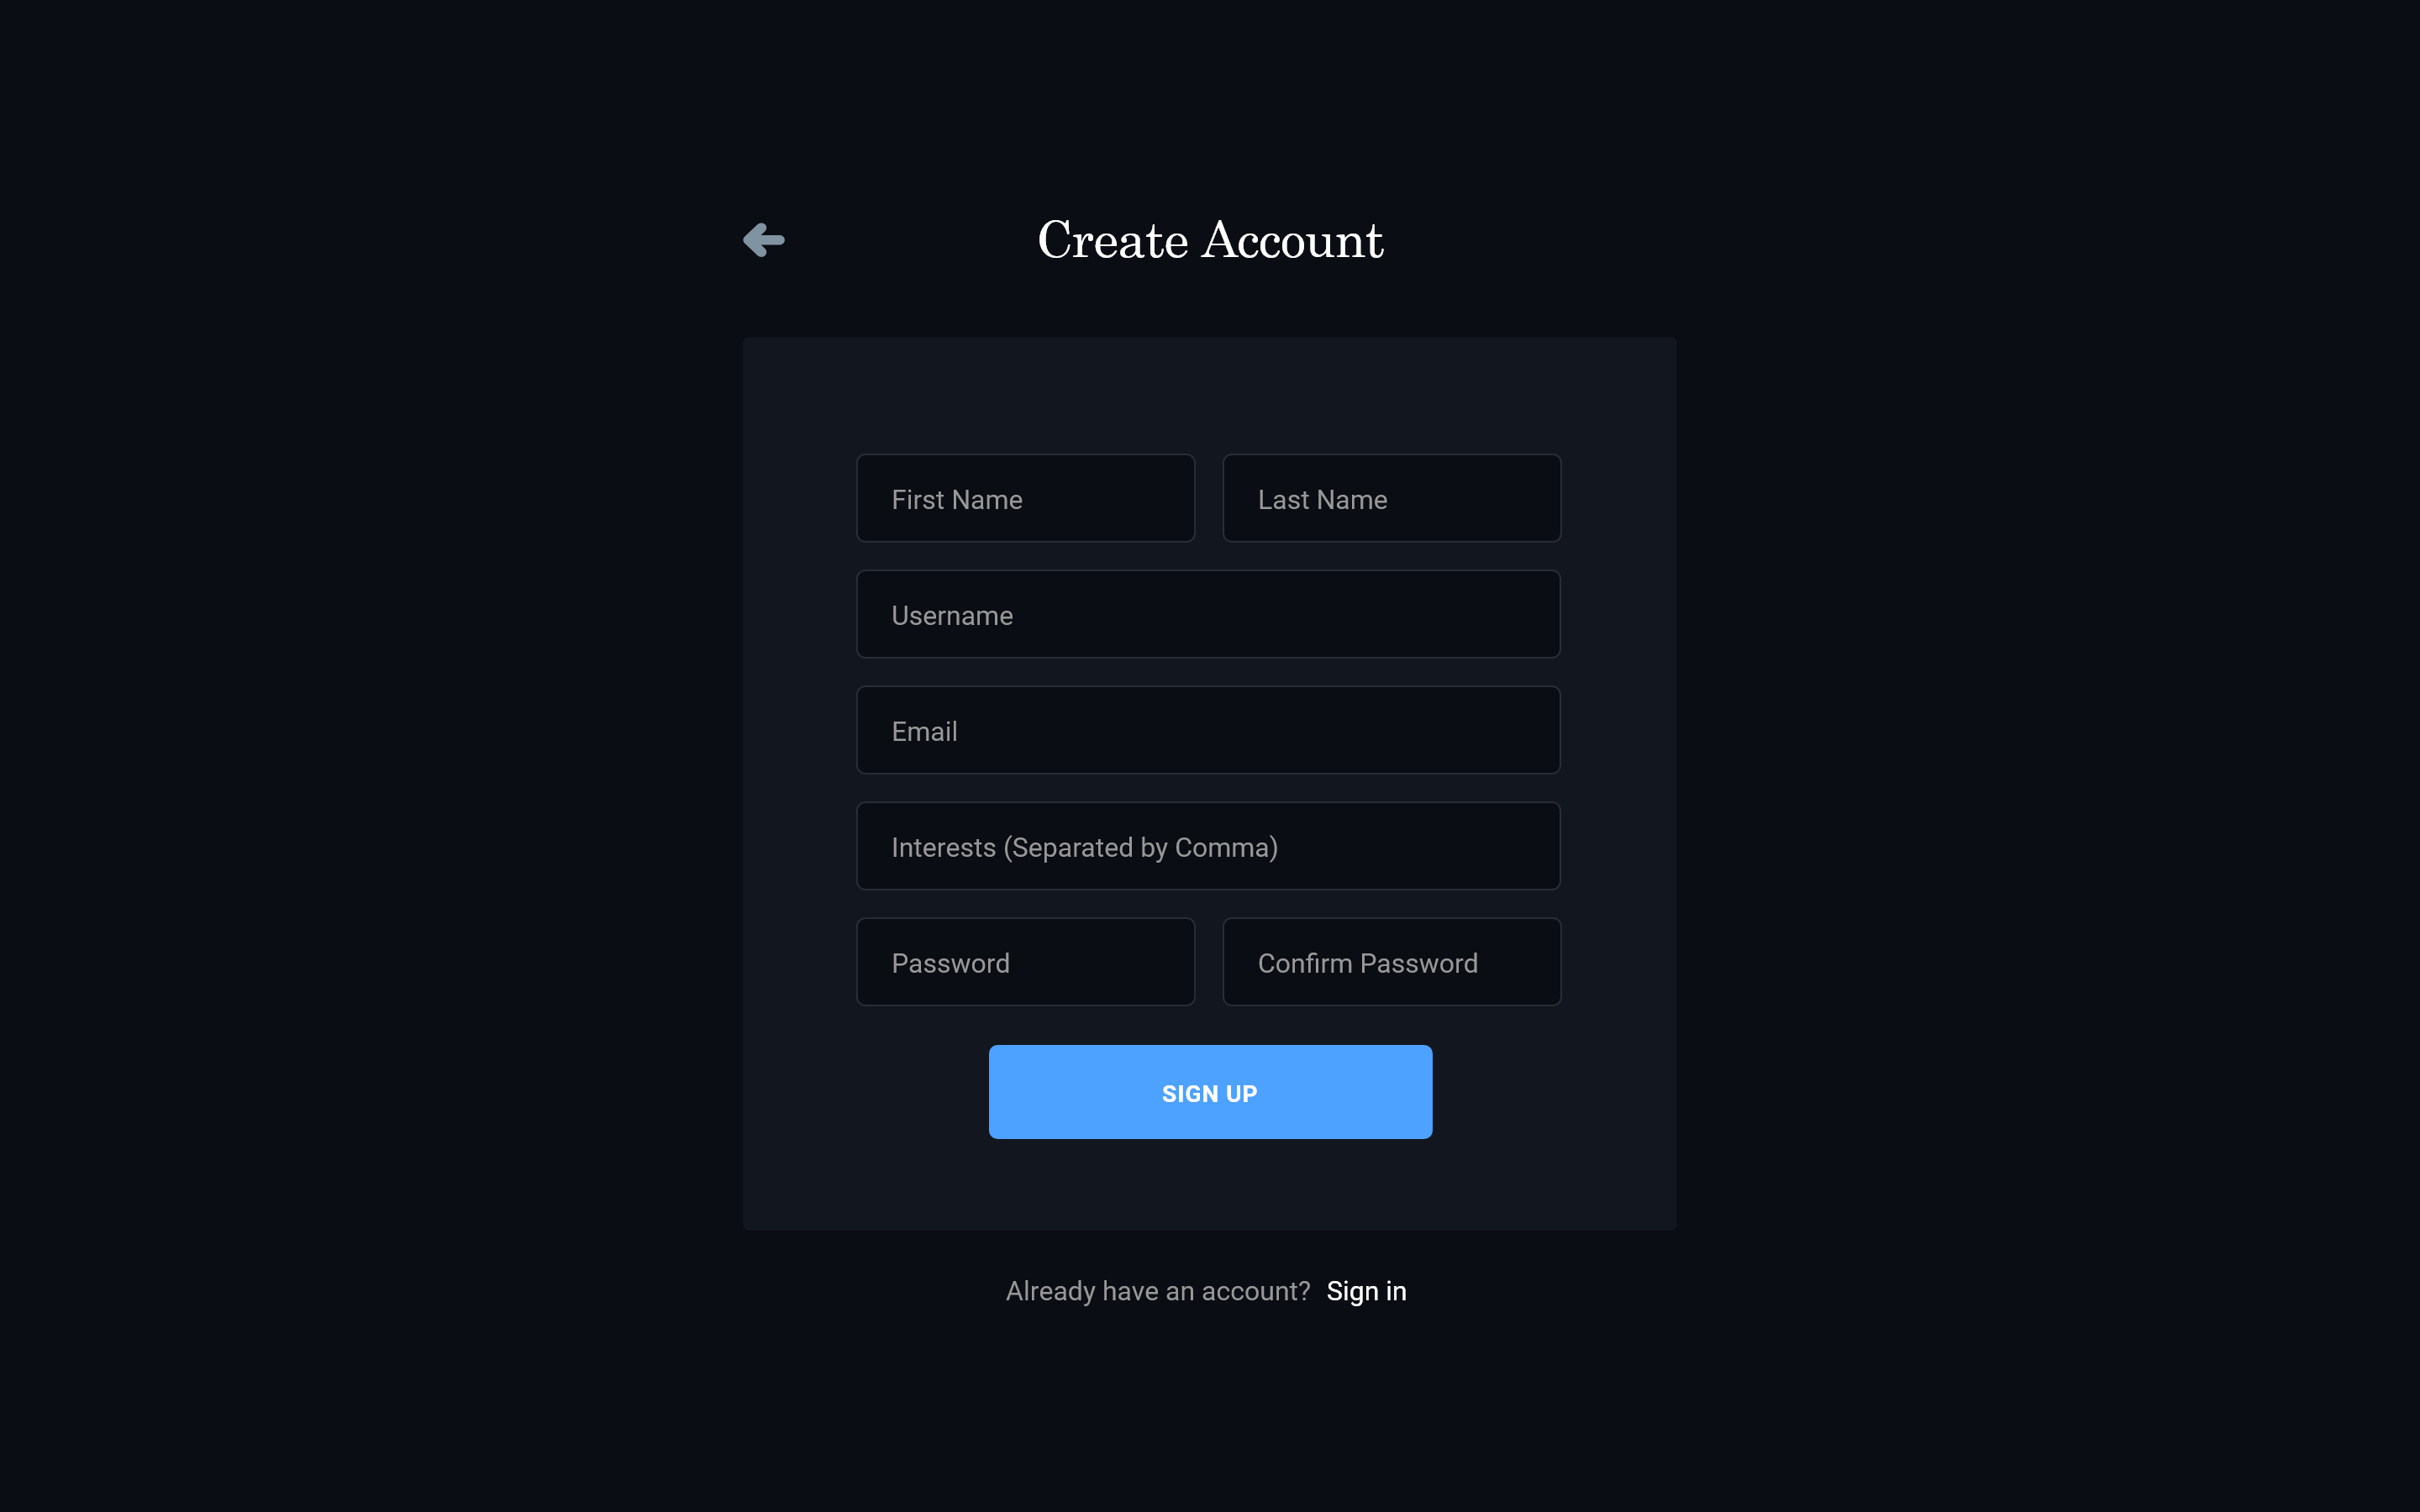 Create Account
First Name
Last Name
Username
Email
Interests (Separated by Comma)
Password
Confirm Password
SIGN UP
Already have an account? Sign in